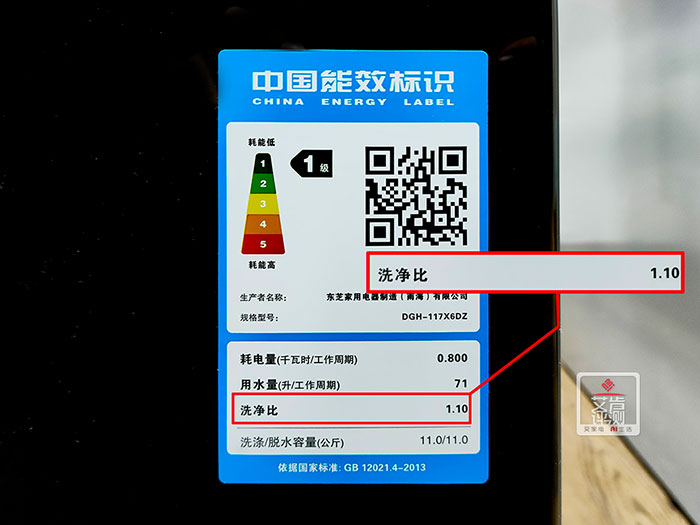 中国能效标识
CHINA ENERGY LABEL
耗能低
1
2
3
4
5
耗能高
1级
生产者名称: 东芝家用电器制造(南海)有限公司
规格型号: DGH-117X6DZ
洗净比 1.10
耗电量(千瓦时/工作周期) 0.800
用水量(升/工作周期) 71
洗净比 1.10
洗涤/脱水容量(公斤) 11.0/11.0
依据国家标准: GB 12021.4-2013
艾肯
评测